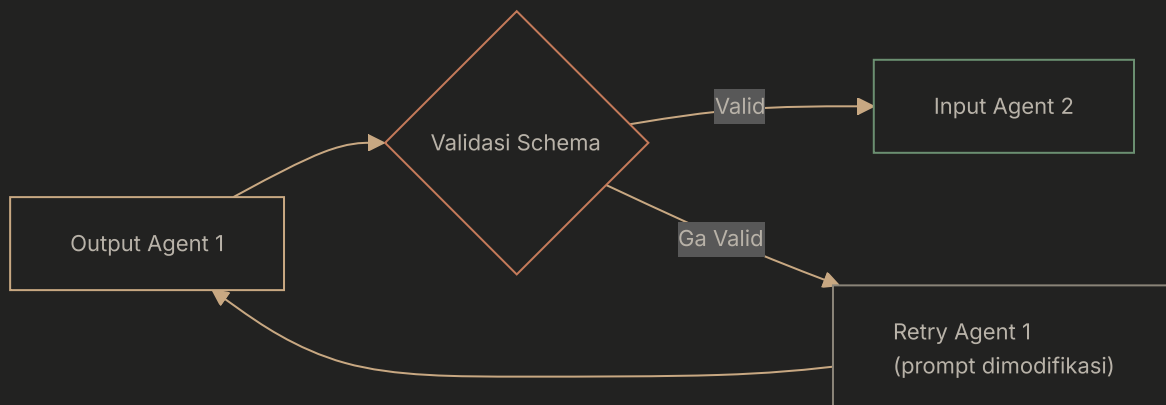 Valid
Input Agent 2
Validasi Schema
Ga Valid
Output Agent 1
Retry Agent 1
(prompt dimodifikasi)